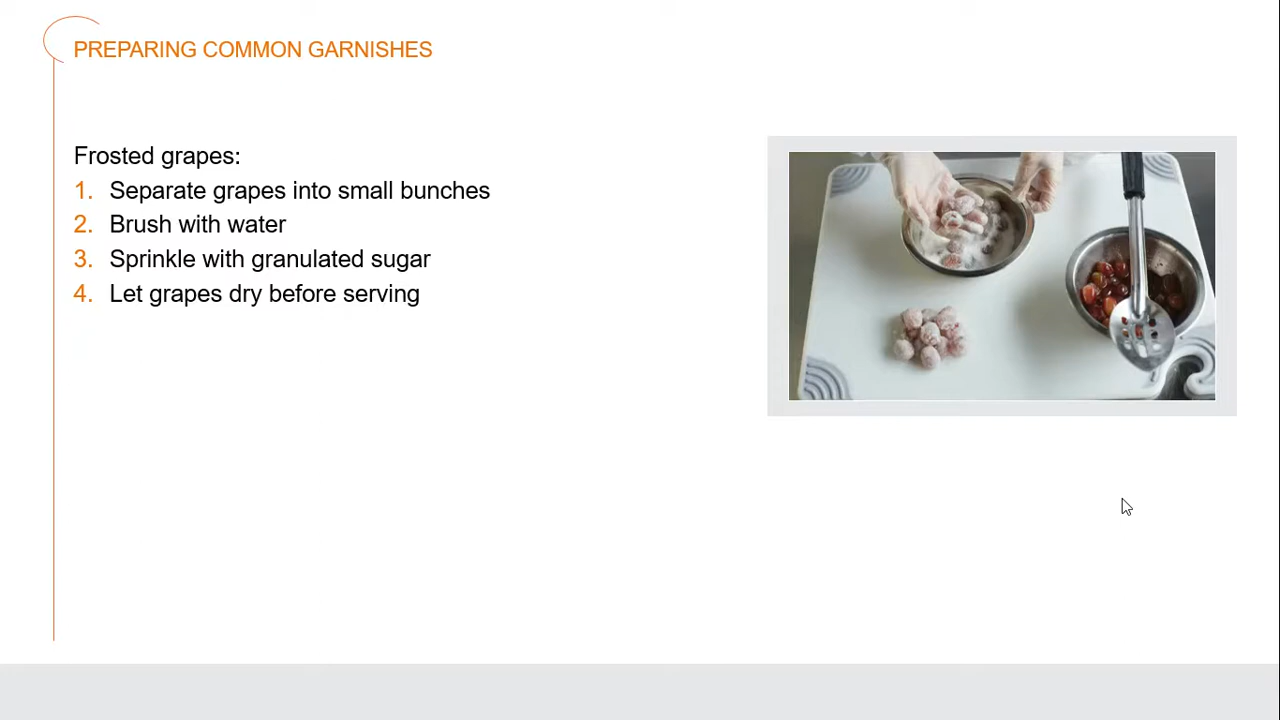 PREPARING COMMON GARNISHES
Frosted grapes:
1. Separate grapes into small bunches
2. Brush with water
3. Sprinkle with granulated sugar
4. Let grapes dry before serving